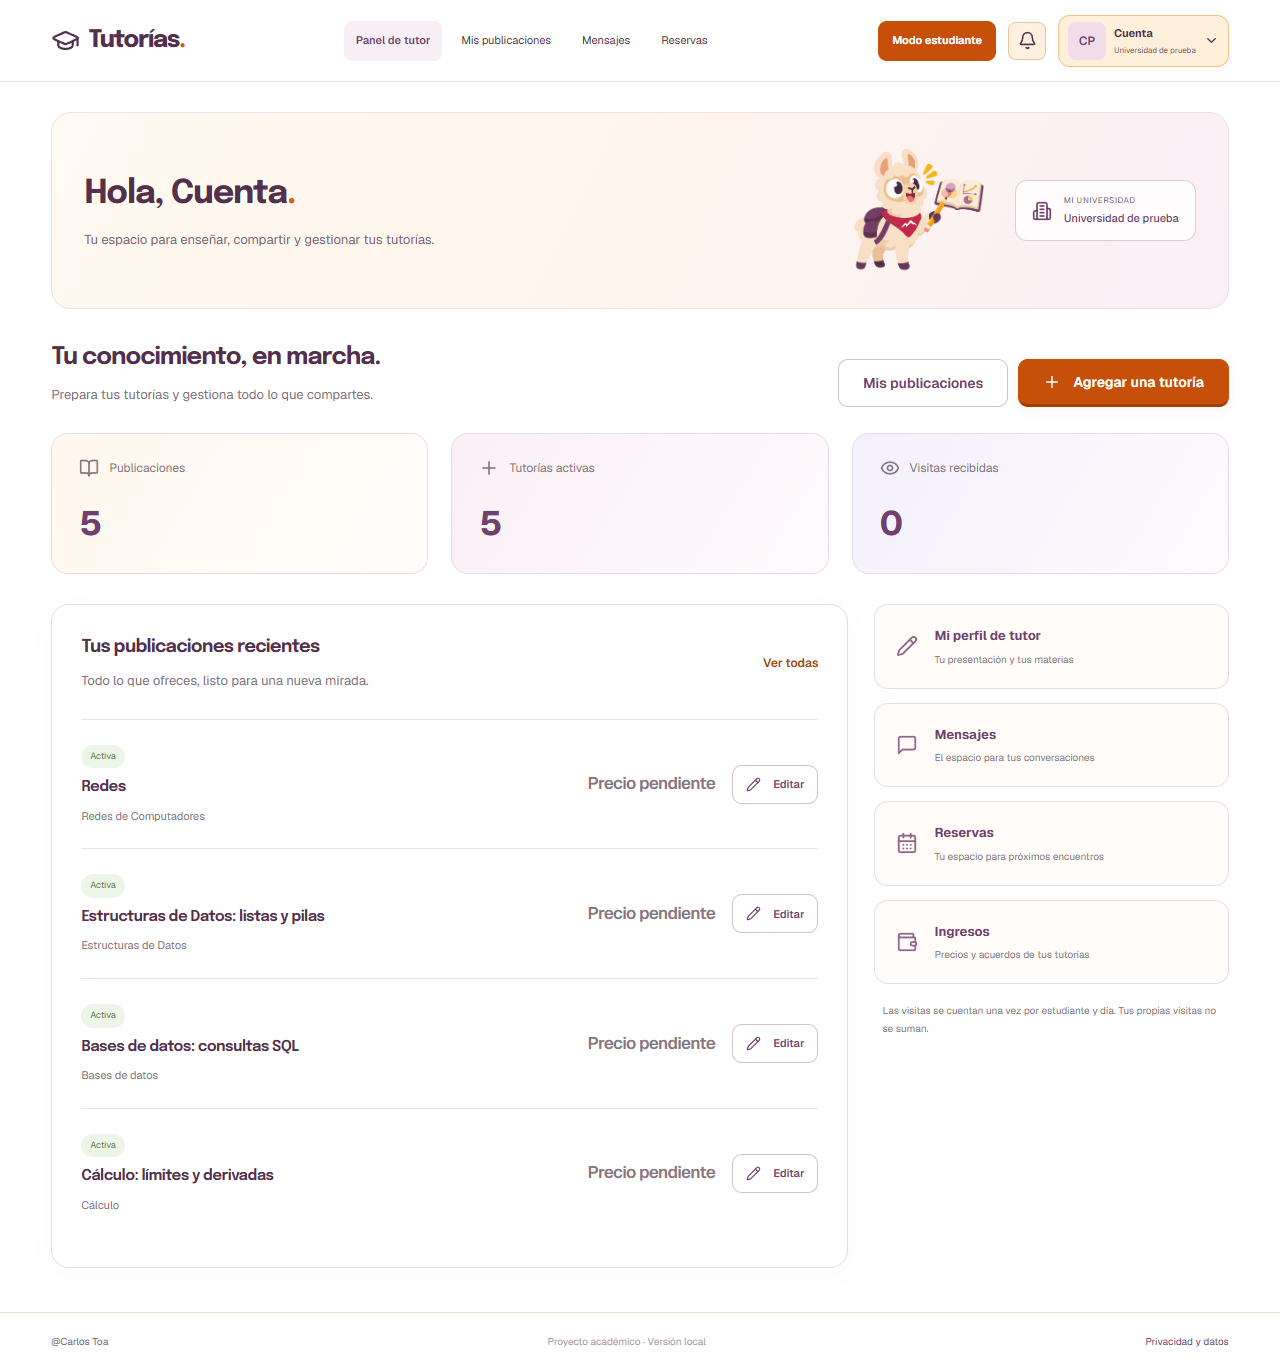 Tutorías.
Panel de tutor
Mis publicaciones
Mensajes
Reservas
Modo estudiante
CP
Cuenta
Universidad de prueba
Hola, Cuenta.
Tu espacio para enseñar, compartir y gestionar tus tutorías.
MI UNIVERSIDAD
Universidad de prueba
Tu conocimiento, en marcha.
Prepara tus tutorías y gestiona todo lo que compartes.
Mis publicaciones
Agregar una tutoría
Publicaciones
5
Tutorías activas
5
Visitas recibidas
0
Tus publicaciones recientes
Todo lo que ofreces, listo para una nueva mirada.
Ver todas
Activa
Redes
Redes de Computadores
Precio pendiente
Editar
Activa
Estructuras de Datos: listas y pilas
Estructuras de Datos
Precio pendiente
Editar
Activa
Bases de datos: consultas SQL
Bases de datos
Precio pendiente
Editar
Activa
Cálculo: límites y derivadas
Cálculo
Precio pendiente
Editar
Mi perfil de tutor
Tu presentación y tus materias
Mensajes
El espacio para tus conversaciones
Reservas
Tu espacio para próximos encuentros
Ingresos
Precios y acuerdos de tus tutorías
Las visitas se cuentan una vez por estudiante y día. Tus propias visitas no
se suman.
@Carlos Toa
Proyecto académico · Versión local
Privacidad y datos